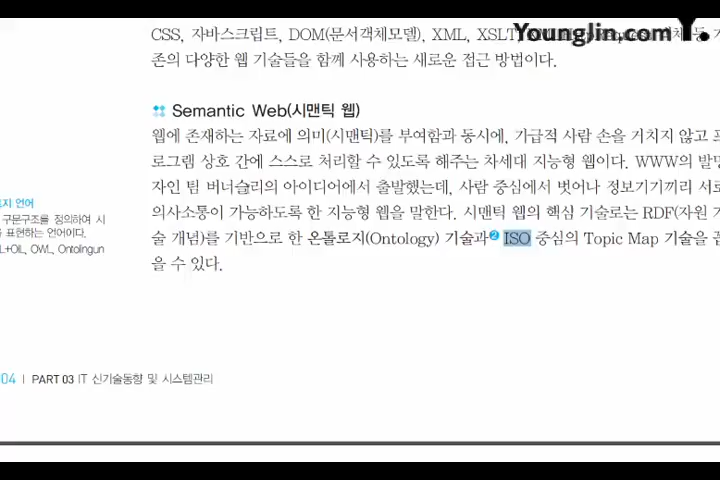 Youngjin.com Y.
CSS, 자바스크립트, DOM(문서객체모델), XML, XSLT,
존의 다양한 웹 기술들을 함께 사용하는 새로운 접근 방법이다.
Semantic Web(시맨틱 웹)
웹에 존재하는 자료에 의미(시맨틱)를 부여함과 동시에, 기급적 사람 손을 거치지 않고 프
로그램 상호 간에 스스로 처리할 수 있도록 해주는 차세대 지능형 웹이다. WWW의 발명
자인 팀 버너슬리의 아이디어에서 출발했는데, 사람 중심에서 벗어나 정보기기끼리 서로
의사소통이 가능하도록 한 지능형 웹을 말한다. 시맨틱 웹의 핵심 기술로는 RDF(자원 기
술 개념)를 기반으로 한 온톨로지(Ontology) 기술과❷ ISO 중심의 Topic Map 기술을 꼽
을 수 있다.
지 언어
구문구조를 정의하여 시
표현하는 언어이다.
L+OIL, OWL, Ontolingun
04 | PART 03 IT 신기술동향 및 시스템관리